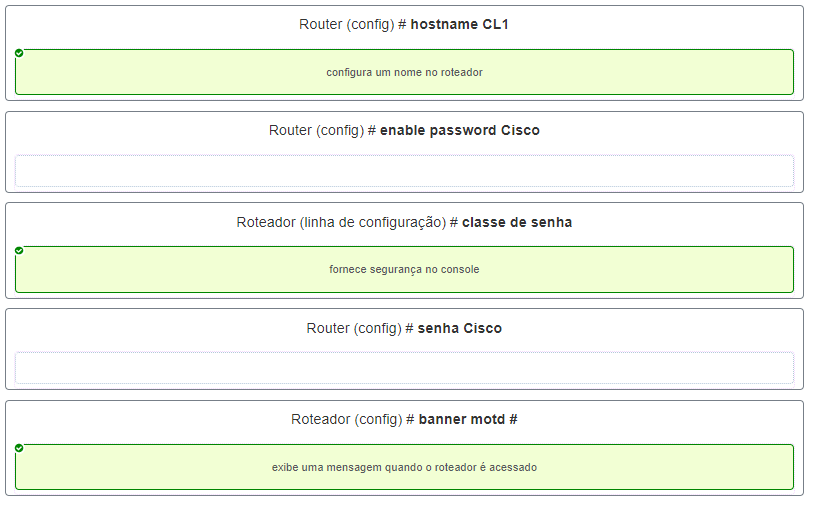 Router (config) # hostname CL1
configura um nome no roteador
Router (config) # enable password Cisco
Roteador (linha de configuração) # classe de senha
fornece segurança no console
Router (config) # senha Cisco
Roteador (config) # banner motd #
exibe uma mensagem quando o roteador é acessado